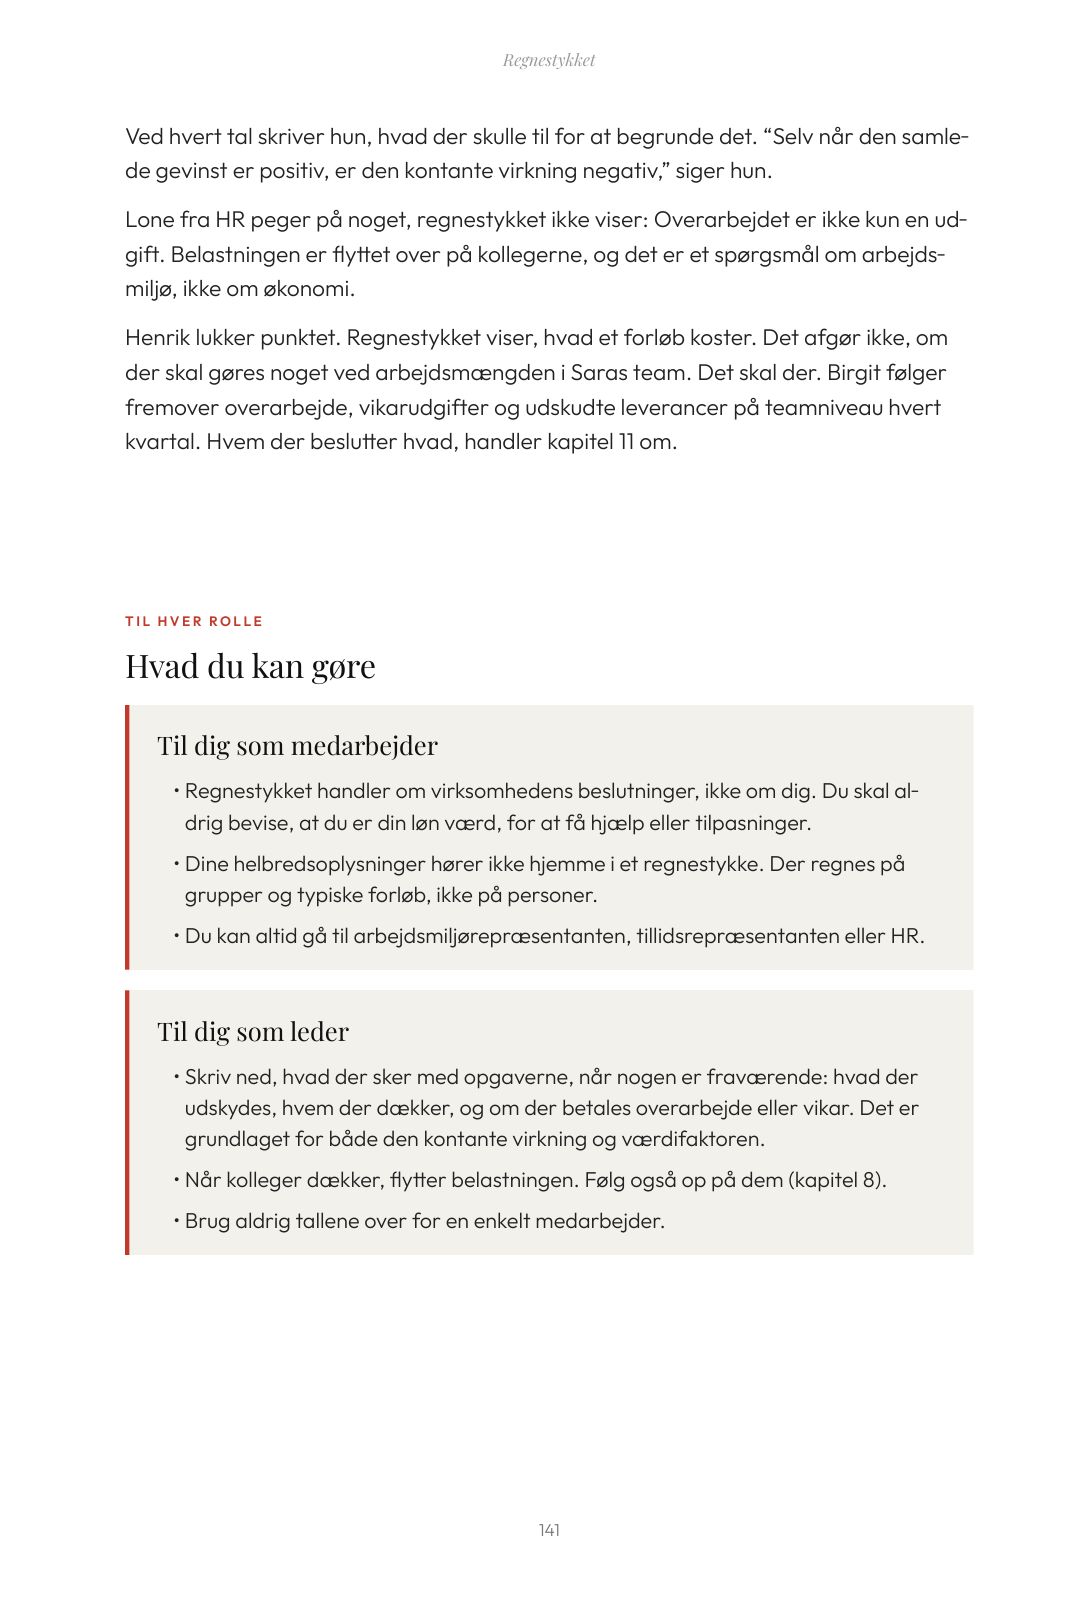 Regnestykket
Ved hvert tal skriver hun, hvad der skulle til for at begrunde det. “Selv når den samle-
de gevinst er positiv, er den kontante virkning negativ,” siger hun.
Lone fra HR peger på noget, regnestykket ikke viser: Overarbejdet er ikke kun en ud-
gift. Belastningen er flyttet over på kollegerne, og det er et spørgsmål om arbejds-
miljø, ikke om økonomi.
Henrik lukker punktet. Regnestykket viser, hvad et forløb koster. Det afgør ikke, om
der skal gøres noget ved arbejdsmængden i Saras team. Det skal der. Birgit følger
fremover overarbejde, vikarudgifter og udskudte leverancer på teamniveau hvert
kvartal. Hvem der beslutter hvad, handler kapitel 11 om.
TIL HVER ROLLE
Hvad du kan gøre
Til dig som medarbejder
• Regnestykket handler om virksomhedens beslutninger, ikke om dig. Du skal al-
drig bevise, at du er din løn værd, for at få hjælp eller tilpasninger.
• Dine helbredsoplysninger hører ikke hjemme i et regnestykke. Der regnes på
grupper og typiske forløb, ikke på personer.
• Du kan altid gå til arbejdsmiljørepræsentanten, tillidsrepræsentanten eller HR.
Til dig som leder
• Skriv ned, hvad der sker med opgaverne, når nogen er fraværende: hvad der
udskydes, hvem der dækker, og om der betales overarbejde eller vikar. Det er
grundlaget for både den kontante virkning og værdifaktoren.
• Når kolleger dækker, flytter belastningen. Følg også op på dem (kapitel 8).
• Brug aldrig tallene over for en enkelt medarbejder.
141